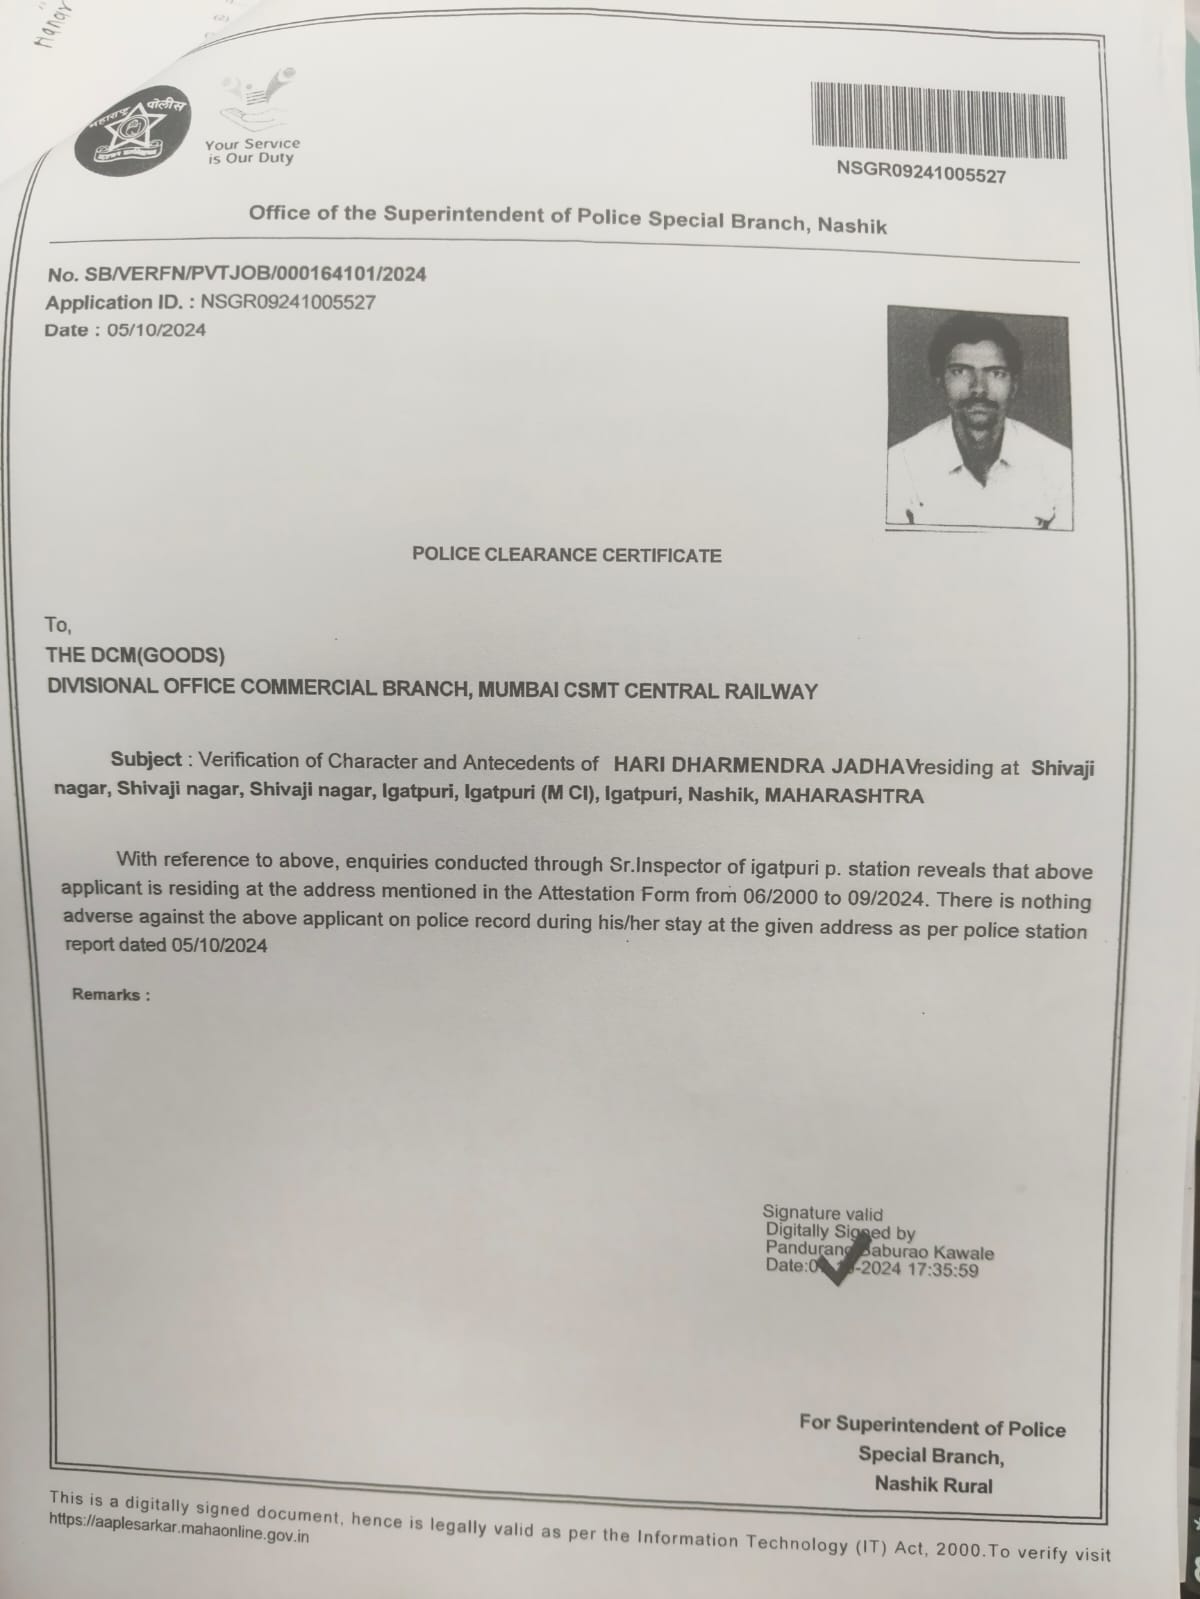 महाराष्ट्र पोलीस
Your Service
is Our Duty
NSGR09241005527
Office of the Superintendent of Police Special Branch, Nashik
No. SB/VERFN/PVTJOB/000164101/2024
Application ID. : NSGR09241005527
Date : 05/10/2024
POLICE CLEARANCE CERTIFICATE
To,
THE DCM(GOODS)
DIVISIONAL OFFICE COMMERCIAL BRANCH, MUMBAI CSMT CENTRAL RAILWAY
Subject : Verification of Character and Antecedents of HARI DHARMENDRA JADHAV residing at Shivaji
nagar, Shivaji nagar, Shivaji nagar, Igatpuri, Igatpuri (M Cl), Igatpuri, Nashik, MAHARASHTRA
With reference to above, enquiries conducted through Sr.Inspector of igatpuri p. station reveals that above
applicant is residing at the address mentioned in the Attestation Form from 06/2000 to 09/2024. There is nothing
adverse against the above applicant on police record during his/her stay at the given address as per police station
report dated 05/10/2024
Remarks :
Signature valid
Digitally Signed by
Pandurang Baburao Kawale
-2024 17:35:59
For Superintendent of Police
Special Branch,
Nashik Rural
This is a digitally signed document, hence is legally valid as per the Information Technology (IT) Act, 2000.To verify visit
https://aaplesarkar.mahaonline.gov.in